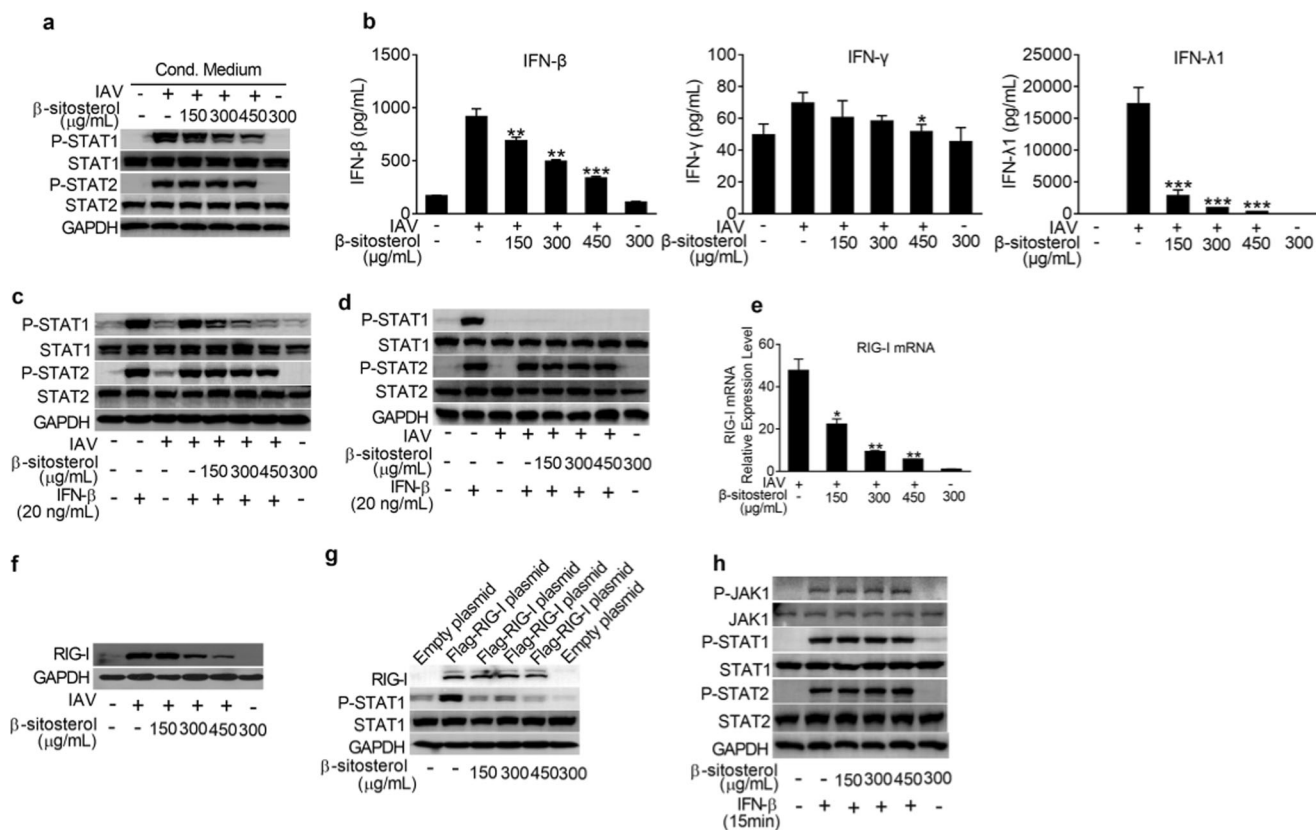 a
Cond. Medium
IAV - + + + + -
β-sitosterol - - 150 300 450 300
(μg/mL)
P-STAT1
STAT1
P-STAT2
STAT2
GAPDH
b
IFN-β
IFN-β (pg/mL)
1500
1000
500
0
** ** ***
IAV - + + + + -
β-sitosterol - - 150 300 450 300
(μg/mL)
IFN-γ
IFN-γ (pg/mL)
100
80
60
40
20
0
*
IAV - + + + + -
β-sitosterol - - 150 300 450 300
(μg/mL)
IFN-λ1
IFN-λ1 (pg/mL)
25000
20000
15000
10000
5000
0
*** *** ***
IAV - + + + + -
β-sitosterol - - 150 300 450 300
(μg/mL)
c
P-STAT1
STAT1
P-STAT2
STAT2
GAPDH
IAV - - + + + + + -
β-sitosterol - - - - 150 300 450 300
(μg/mL)
IFN-β - + - + + + + -
(20 ng/mL)
d
P-STAT1
STAT1
P-STAT2
STAT2
GAPDH
IAV - - + + + + + -
β-sitosterol - - - - 150 300 450 300
(μg/mL)
IFN-β - + - + + + + -
(20 ng/mL)
e
RIG-I mRNA
RIG-I mRNA
Relative Expression Level
60
40
20
0
* ** **
IAV + + + + -
β-sitosterol - 150 300 450 300
(μg/mL)
f
RIG-I
GAPDH
IAV - + + + + -
β-sitosterol - - 150 300 450 300
(μg/mL)
g
Empty plasmid
Flag-RIG-I plasmid
Flag-RIG-I plasmid
Flag-RIG-I plasmid
Flag-RIG-I plasmid
Empty plasmid
RIG-I
P-STAT1
STAT1
GAPDH
β-sitosterol - - 150 300 450 300
(μg/mL)
h
P-JAK1
JAK1
P-STAT1
STAT1
P-STAT2
STAT2
GAPDH
β-sitosterol - - 150 300 450 300
(μg/mL)
IFN-β - + + + + -
(15min)